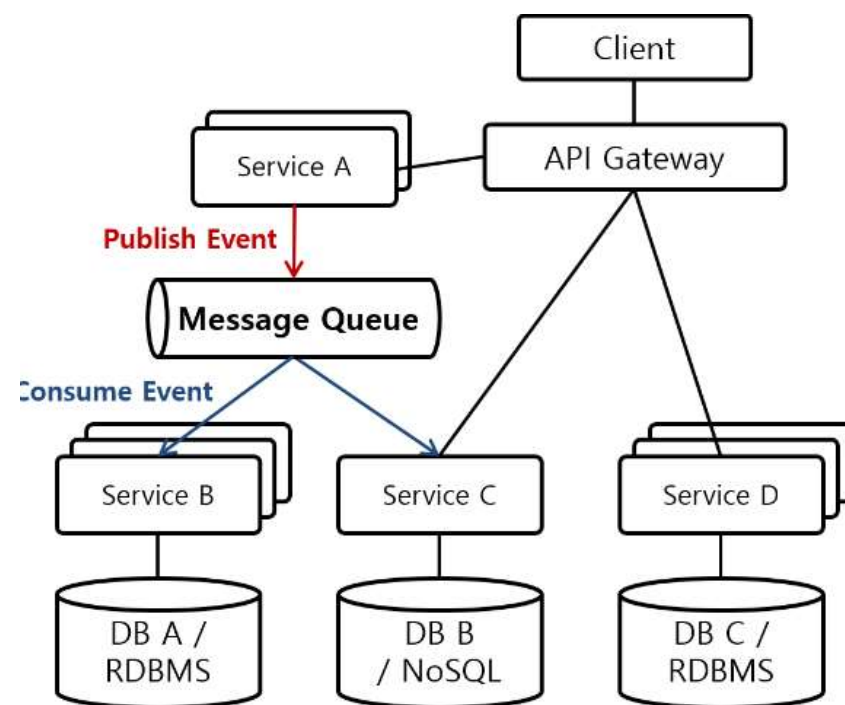 Client
Service A
API Gateway
Publish Event
Message Queue
Consume Event
Service B
Service C
Service D
DB A /
RDBMS
DB B
/ NoSQL
DB C /
RDBMS